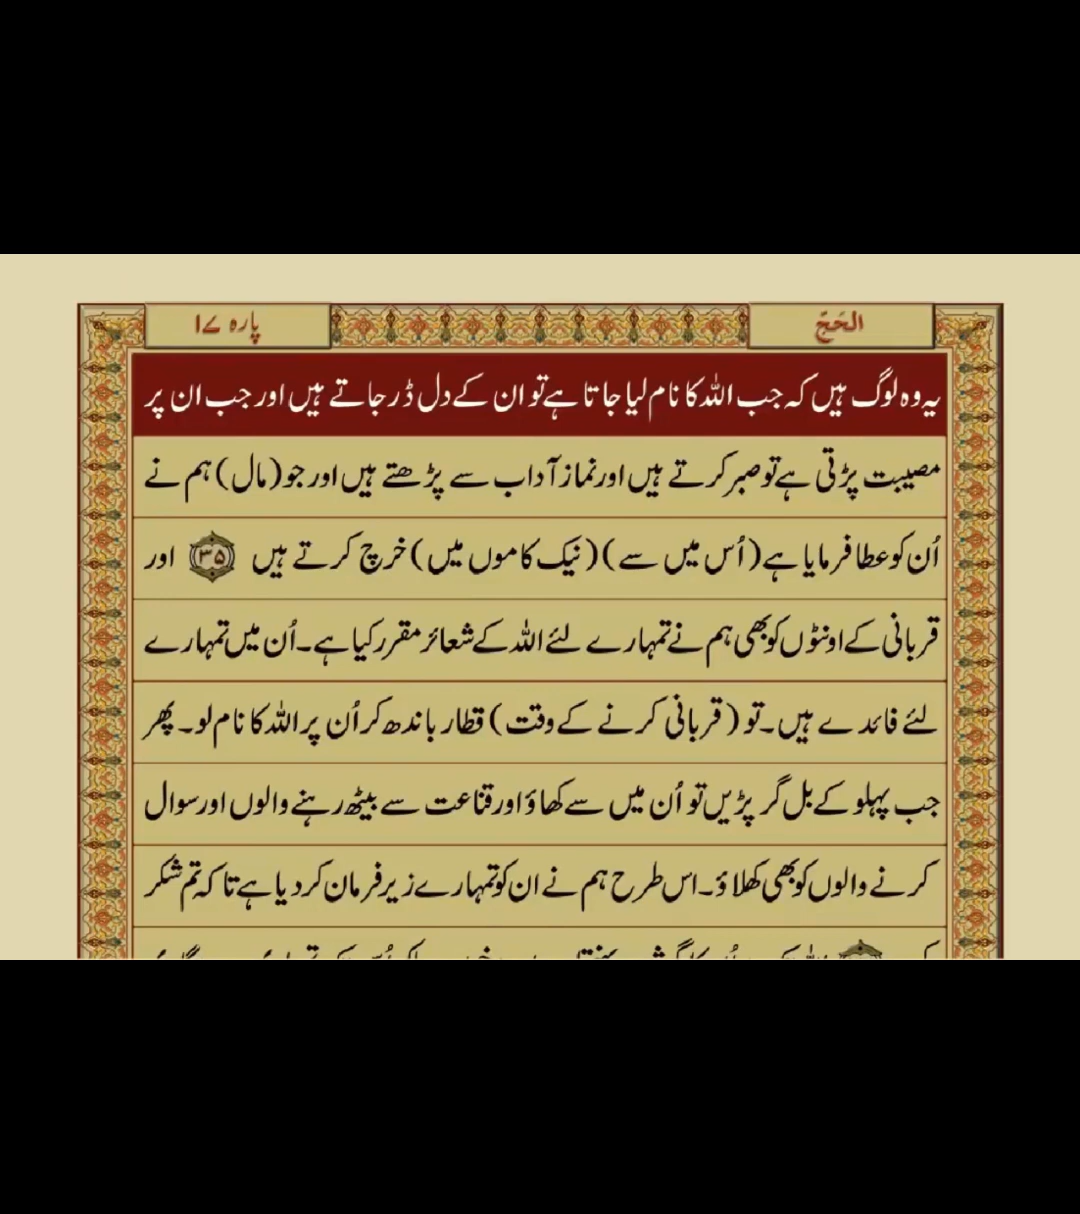 الحَجّ
پارہ ۱۷
یہ وہ لوگ ہیں کہ جب اللہ کا نام لیا جاتا ہے تو ان کے دل ڈر جاتے ہیں اور جب ان پر
مصیبت پڑتی ہے تو صبر کرتے ہیں اور نماز آداب سے پڑھتے ہیں اور جو (مال) ہم نے
اُن کو عطا فرمایا ہے (اُس میں سے) (نیک کاموں میں) خرچ کرتے ہیں ۳۵ اور
قربانی کے اونٹوں کو بھی ہم نے تمہارے لئے اللہ کے شعائر مقرر کیا ہے۔ اُن میں تمہارے
لئے فائدے ہیں۔ تو (قربانی کرنے کے وقت) قطار باندھ کر اُن پر اللہ کا نام لو۔ پھر
جب پہلو کے بل گر پڑیں تو اُن میں سے کھاؤ اور قناعت سے بیٹھ رہنے والوں اور سوال
کرنے والوں کو بھی کھلاؤ۔ اس طرح ہم نے ان کو تمہارے زیر فرمان کر دیا ہے تاکہ تم شکر